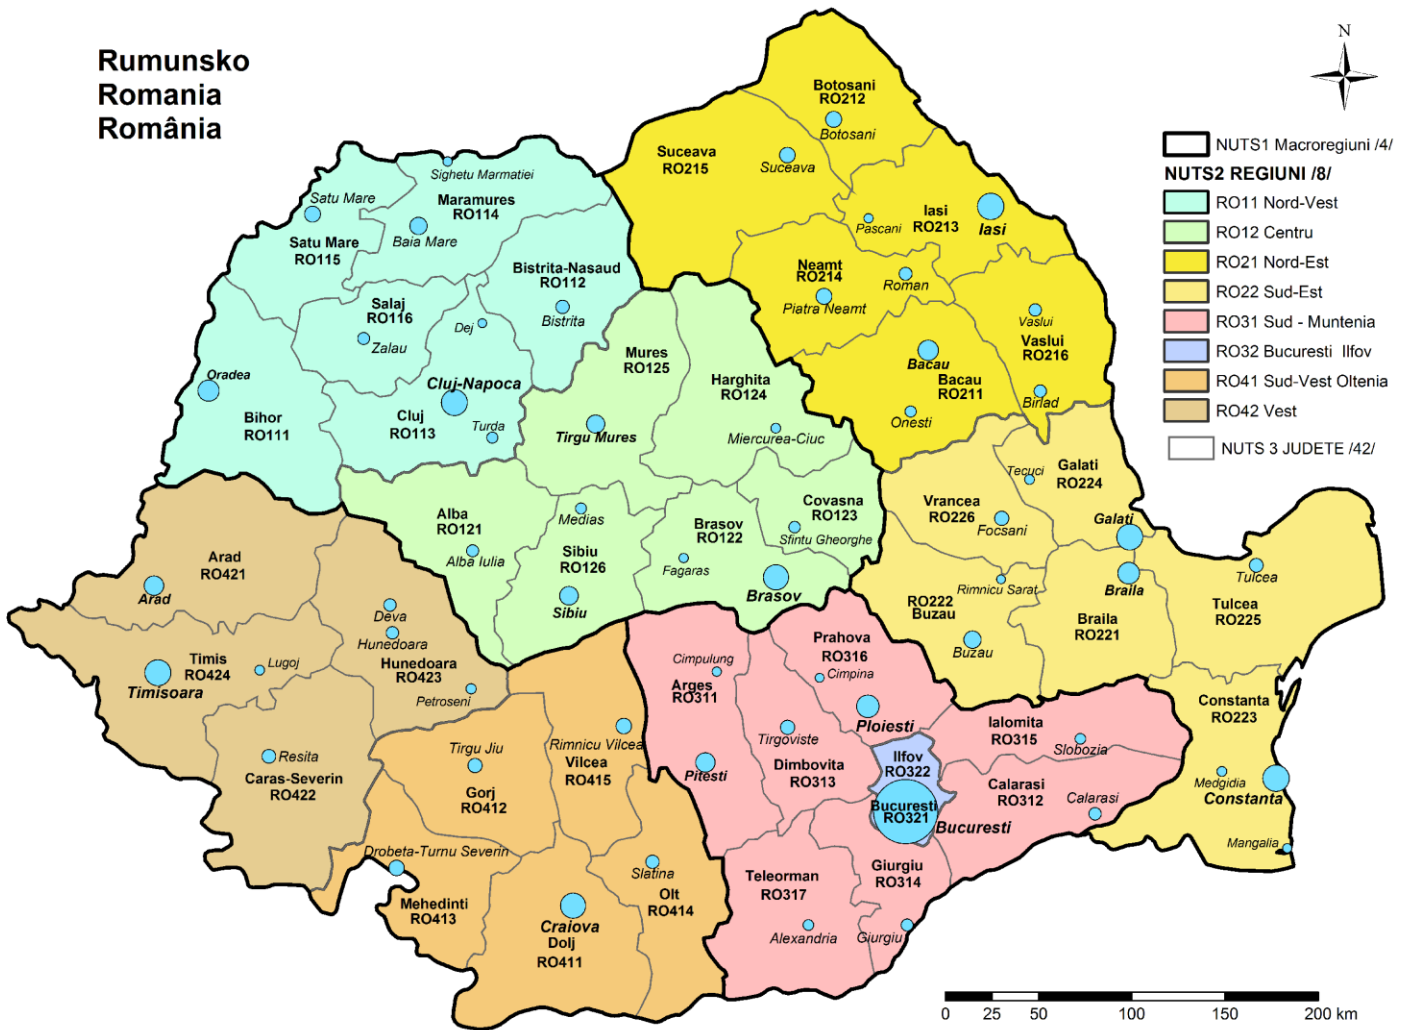 Rumunsko
Romania
România
N
NUTS1 Macroregiuni /4/
NUTS2 REGIUNI /8/
RO11 Nord-Vest
RO12 Centru
RO21 Nord-Est
RO22 Sud-Est
RO31 Sud - Muntenia
RO32 Bucuresti Ilfov
RO41 Sud-Vest Oltenia
RO42 Vest
NUTS 3 JUDETE /42/
Botosani
RO212
Botosani
Suceava
RO215
Suceava
Sighetu Marmatiei
Maramures
RO114
Baia Mare
Satu Mare
Satu Mare
RO115
Iasi
RO213
Iasi
Pascani
Bistrita-Nasaud
RO112
Bistrita
Neamt
RO214
Piatra Neamt
Roman
Salaj
RO116
Zalau
Dej
Vaslui
Vaslui
RO216
Birlad
Mures
RO125
Tirgu Mures
Harghita
RO124
Miercurea-Ciuc
Bacau
Bacau
RO211
Onesti
Oradea
Bihor
RO111
Cluj-Napoca
Cluj
RO113
Turda
Tecuci
Galati
RO224
Galati
Vrancea
RO226
Focsani
Alba
RO121
Alba Iulia
Medias
Sibiu
RO126
Sibiu
Brasov
RO122
Fagaras
Brasov
Covasna
RO123
Sfintu Gheorghe
Arad
RO421
Arad
Deva
Hunedoara
Hunedoara
RO423
Petroseni
Rimnicu Sarat
RO222
Buzau
Buzau
Braila
Braila
RO221
Tulcea
Tulcea
RO225
Timis
RO424
Timisoara
Lugoj
Prahova
RO316
Cimpina
Ploiesti
Cimpulung
Arges
RO311
Pitesti
Constanta
RO223
Medgidia
Constanta
Mangalia
Resita
Caras-Severin
RO422
Tirgu Jiu
Gorj
RO412
Rimnicu Vilcea
Vilcea
RO415
Tirgoviste
Dimbovita
RO313
Ilfov
RO322
Bucuresti
RO321
Bucuresti
Ialomita
RO315
Slobozia
Calarasi
RO312
Calarasi
Drobeta-Turnu Severin
Mehedinti
RO413
Craiova
Dolj
RO411
Slatina
Olt
RO414
Teleorman
RO317
Alexandria
Giurgiu
RO314
Giurgiu
0 25 50 100 150 200 km